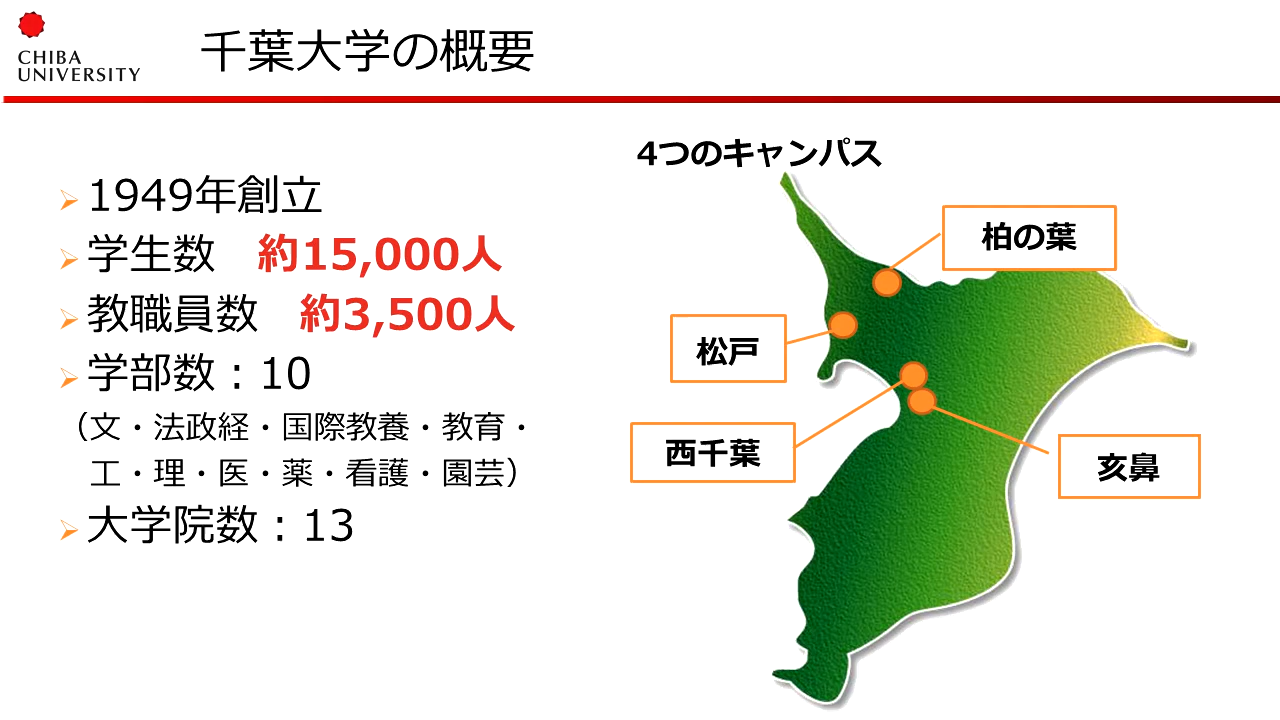 CHIBA
UNIVERSITY
千葉大学の概要
1949年創立
学生数　約15,000人
教職員数　約3,500人
学部数：10
（文・法政経・国際教養・教育・
工・理・医・薬・看護・園芸）
大学院数：13
4つのキャンパス
柏の葉
松戸
西千葉
亥鼻